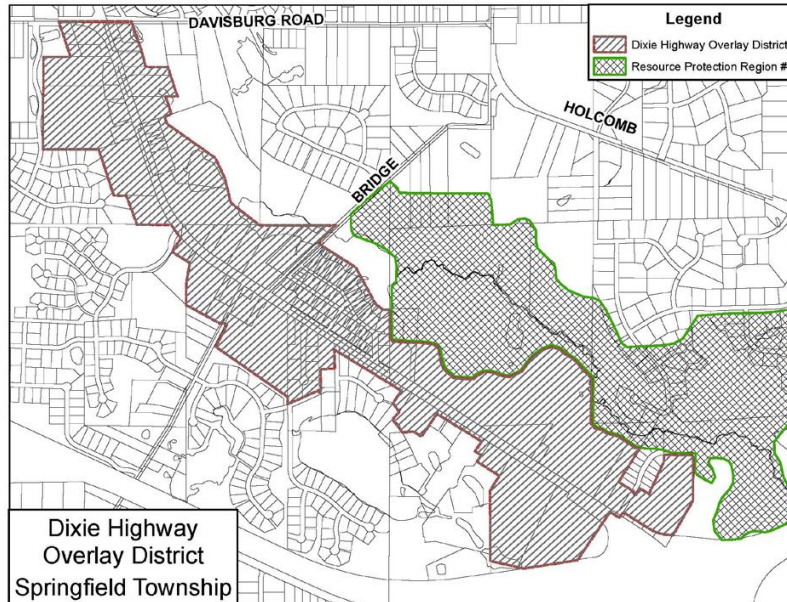 DAVISBURG ROAD
Legend
Dixie Highway Overlay District
Resource Protection Region #
HOLCOMB
BRIDGE
Dixie Highway
Overlay District
Springfield Township